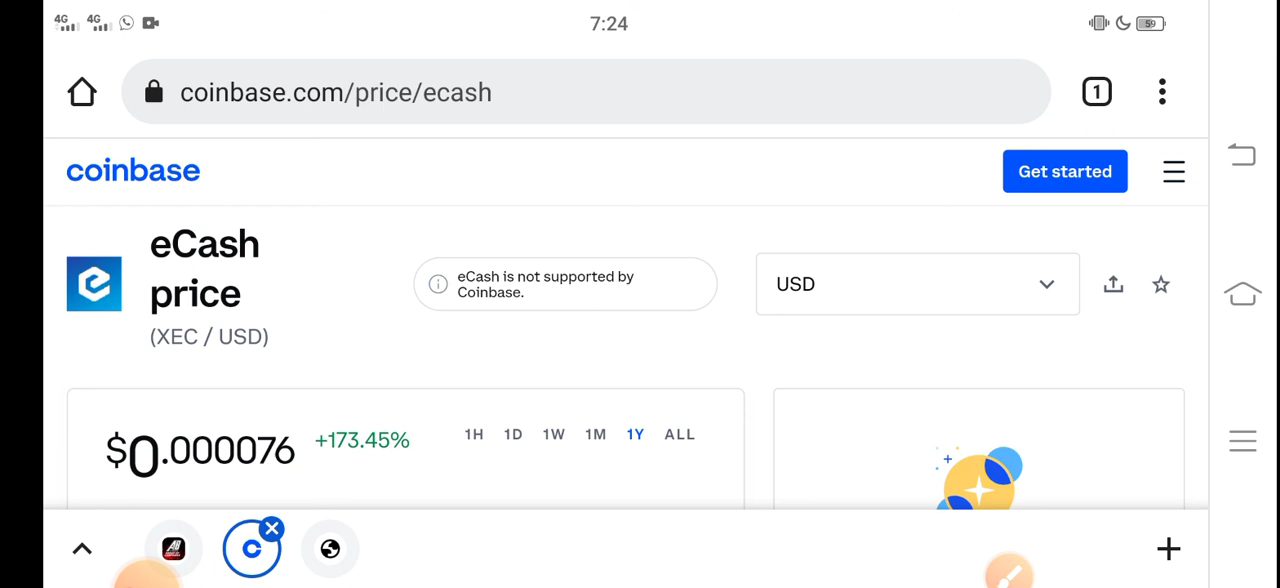 4G 4G 7:24 59
coinbase.com/price/ecash 1
coinbase Get started
eCash
price
(XEC / USD)
eCash is not supported by
Coinbase.
USD
$0.000076 +173.45% 1H 1D 1W 1M 1Y ALL